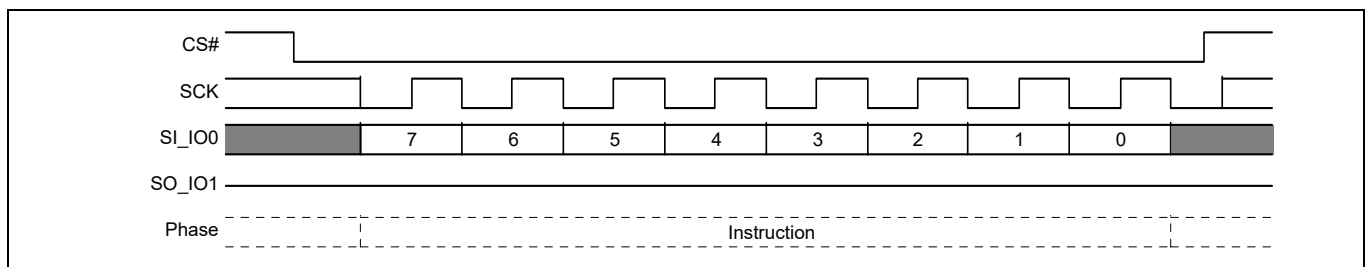 CS#
SCK
SI_IO0 7 6 5 4 3 2 1 0
SO_IO1
Phase Instruction